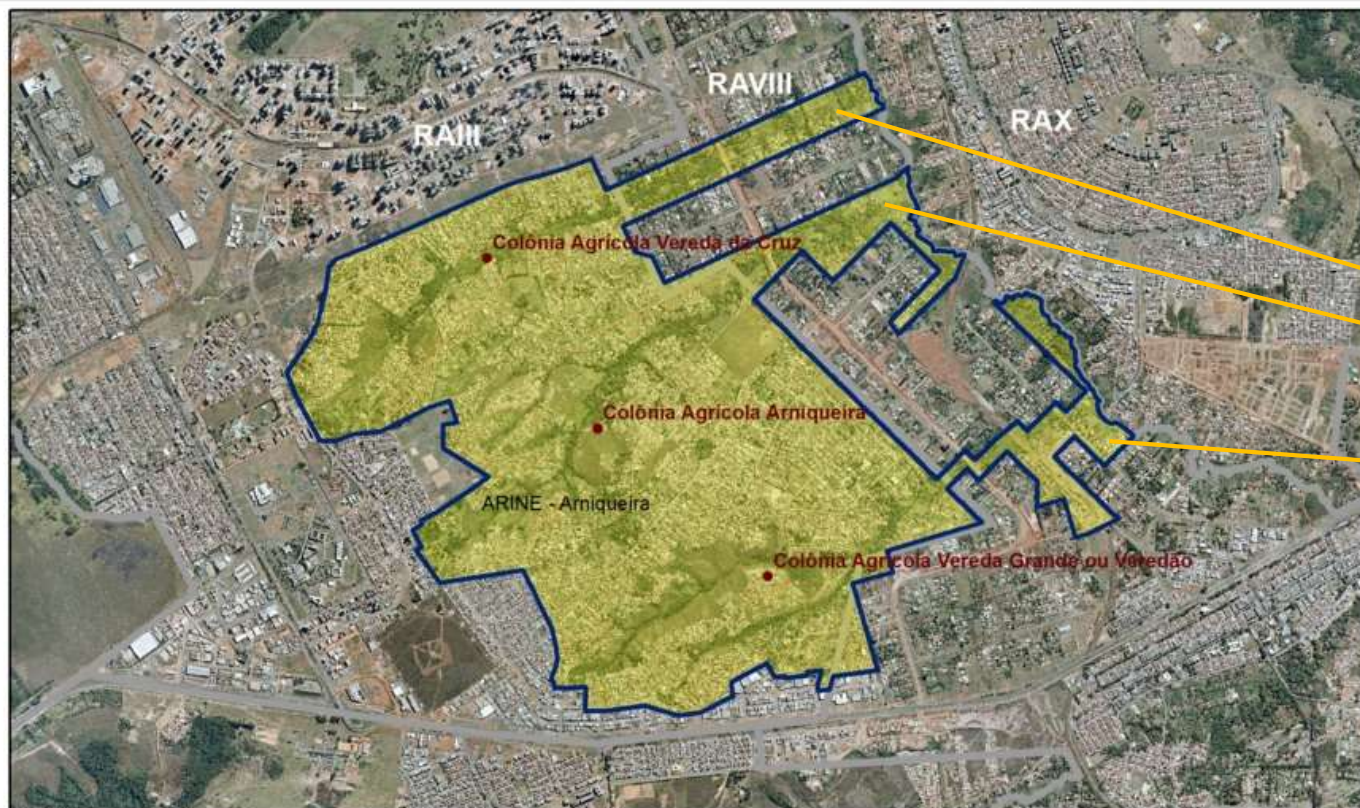 RAVIII
RAX
RAIII
Colônia Agrícola Vereda da Cruz
Colônia Agrícola Arniqueira
ARINE - Arniqueira
Colônia Agrícola Vereda Grande ou Veredão